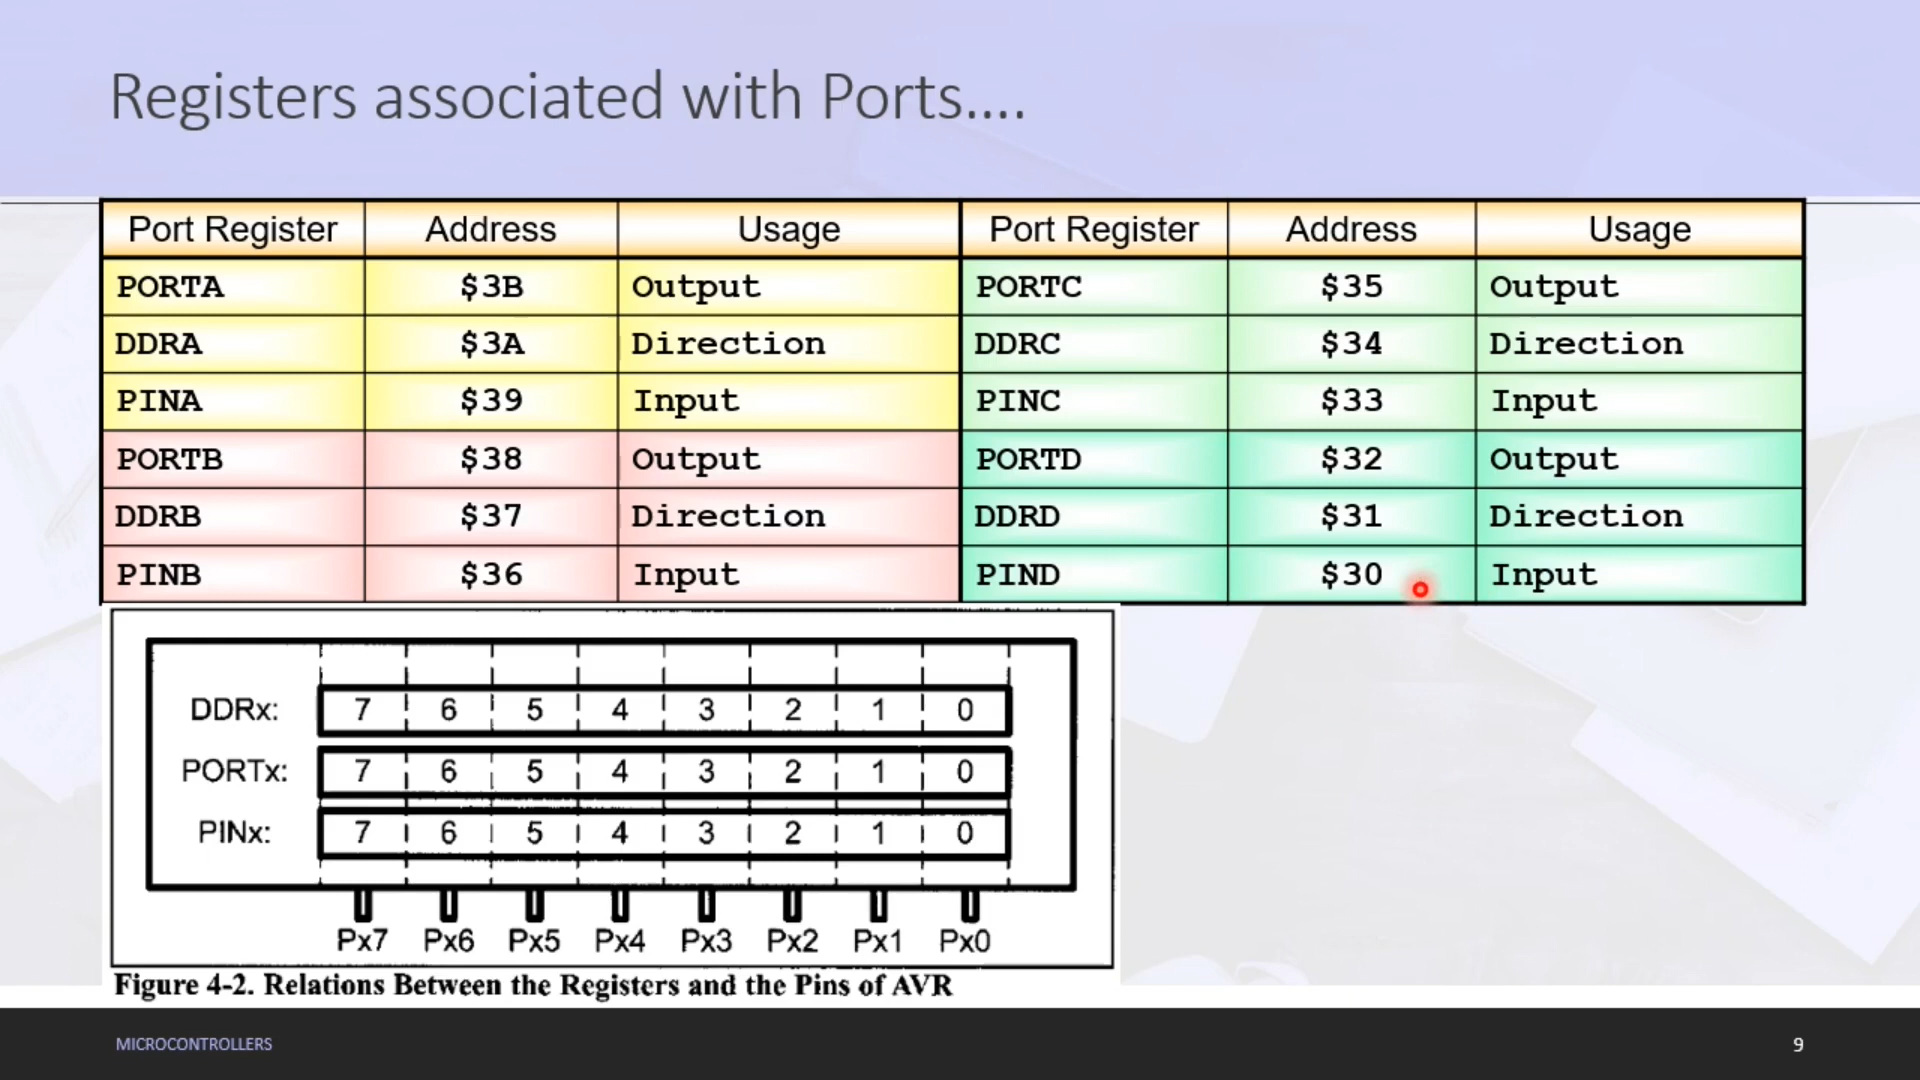 Registers associated with Ports....
Port Register Address Usage Port Register Address Usage
PORTA $3B Output PORTC $35 Output
DDRA $3A Direction DDRC $34 Direction
PINA $39 Input PINC $33 Input
PORTB $38 Output PORTD $32 Output
DDRB $37 Direction DDRD $31 Direction
PINB $36 Input PIND $30 Input
DDRx: 7 6 5 4 3 2 1 0
PORTx: 7 6 5 4 3 2 1 0
PINx: 7 6 5 4 3 2 1 0
Px7 Px6 Px5 Px4 Px3 Px2 Px1 Px0
Figure 4-2. Relations Between the Registers and the Pins of AVR
MICROCONTROLLERS 9